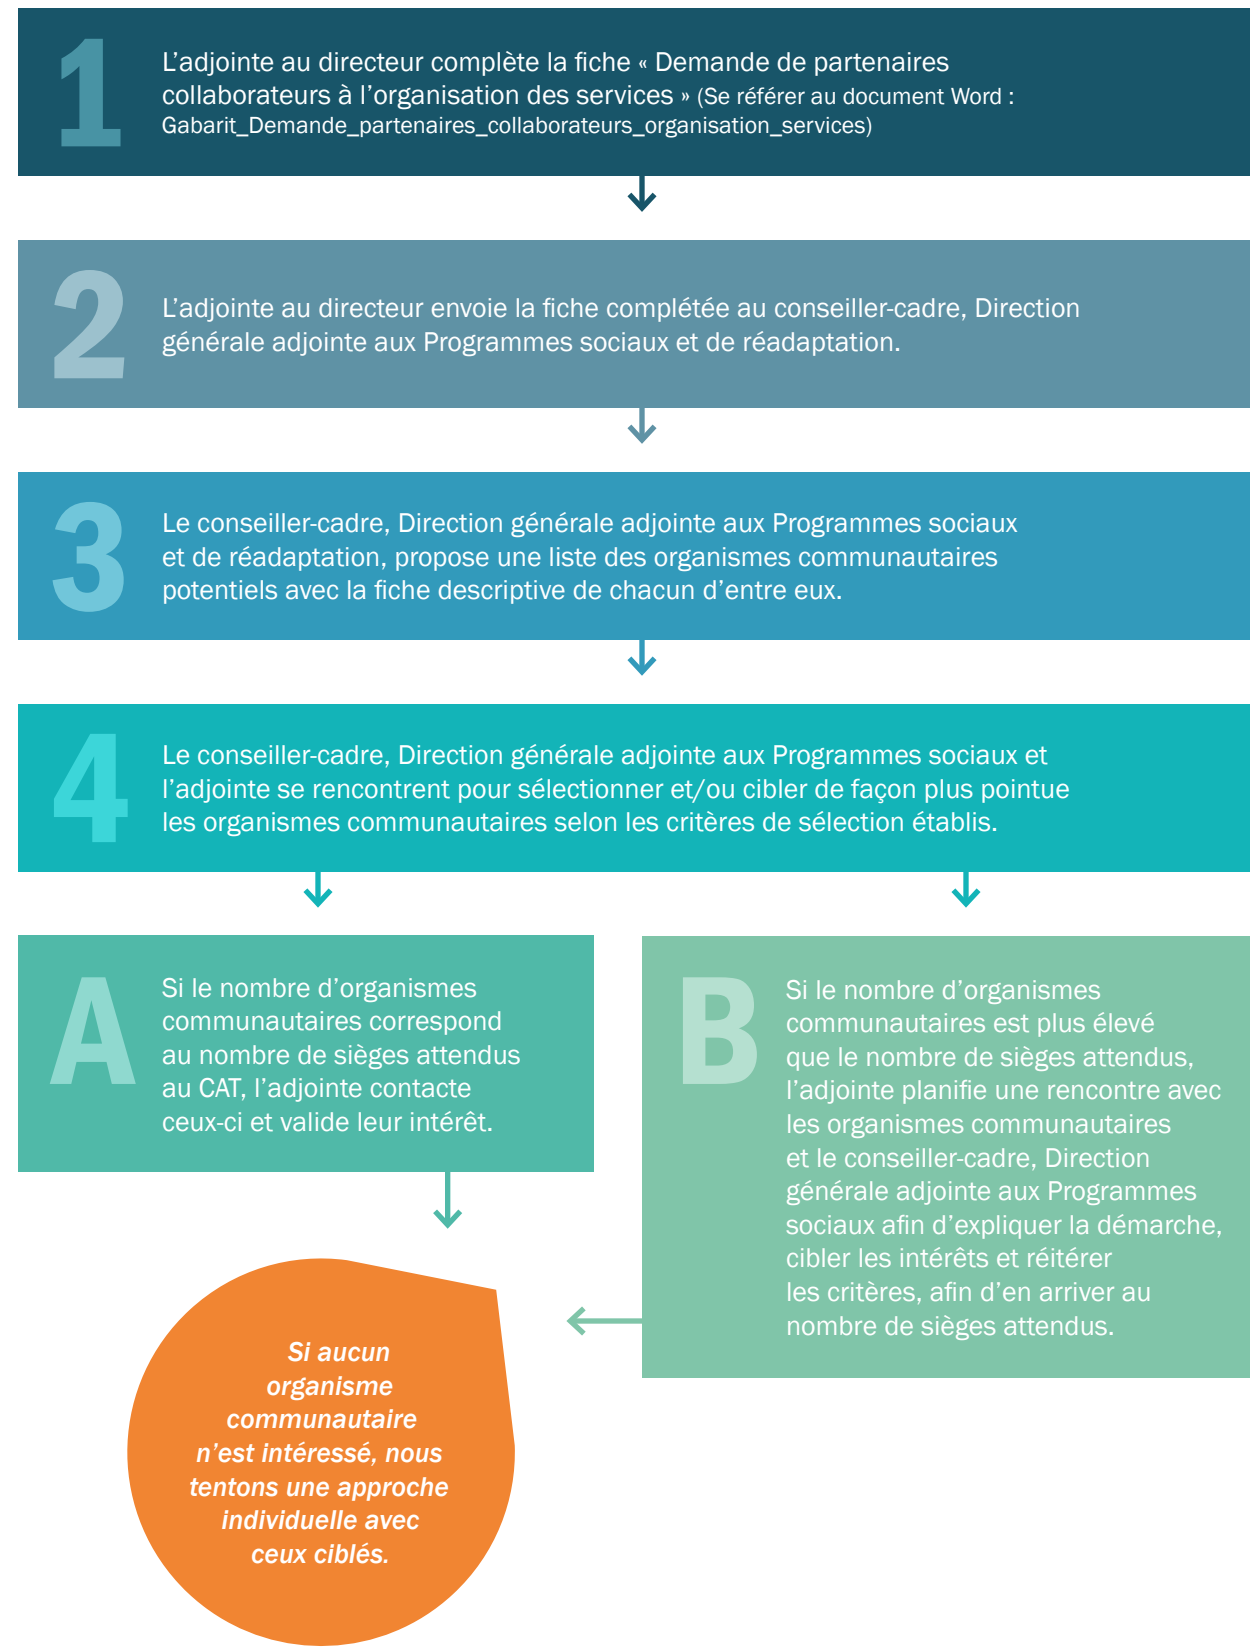 1
L’adjointe au directeur complète la fiche « Demande de partenaires
collaborateurs à l’organisation des services » (Se référer au document Word :
Gabarit_Demande_partenaires_collaborateurs_organisation_services)
2
L’adjointe au directeur envoie la fiche complétée au conseiller-cadre, Direction
générale adjointe aux Programmes sociaux et de réadaptation.
3
Le conseiller-cadre, Direction générale adjointe aux Programmes sociaux
et de réadaptation, propose une liste des organismes communautaires
potentiels avec la fiche descriptive de chacun d’entre eux.
4
Le conseiller-cadre, Direction générale adjointe aux Programmes sociaux et
l’adjointe se rencontrent pour sélectionner et/ou cibler de façon plus pointue
les organismes communautaires selon les critères de sélection établis.
A
Si le nombre d’organismes
communautaires correspond
au nombre de sièges attendus
au CAT, l’adjointe contacte
ceux-ci et valide leur intérêt.
B
Si le nombre d’organismes
communautaires est plus élevé
que le nombre de sièges attendus,
l’adjointe planifie une rencontre avec
les organismes communautaires
et le conseiller-cadre, Direction
générale adjointe aux Programmes
sociaux afin d’expliquer la démarche,
cibler les intérêts et réitérer
les critères, afin d’en arriver au
nombre de sièges attendus.
Si aucun
organisme
communautaire
n’est intéressé, nous
tentons une approche
individuelle avec
ceux ciblés.